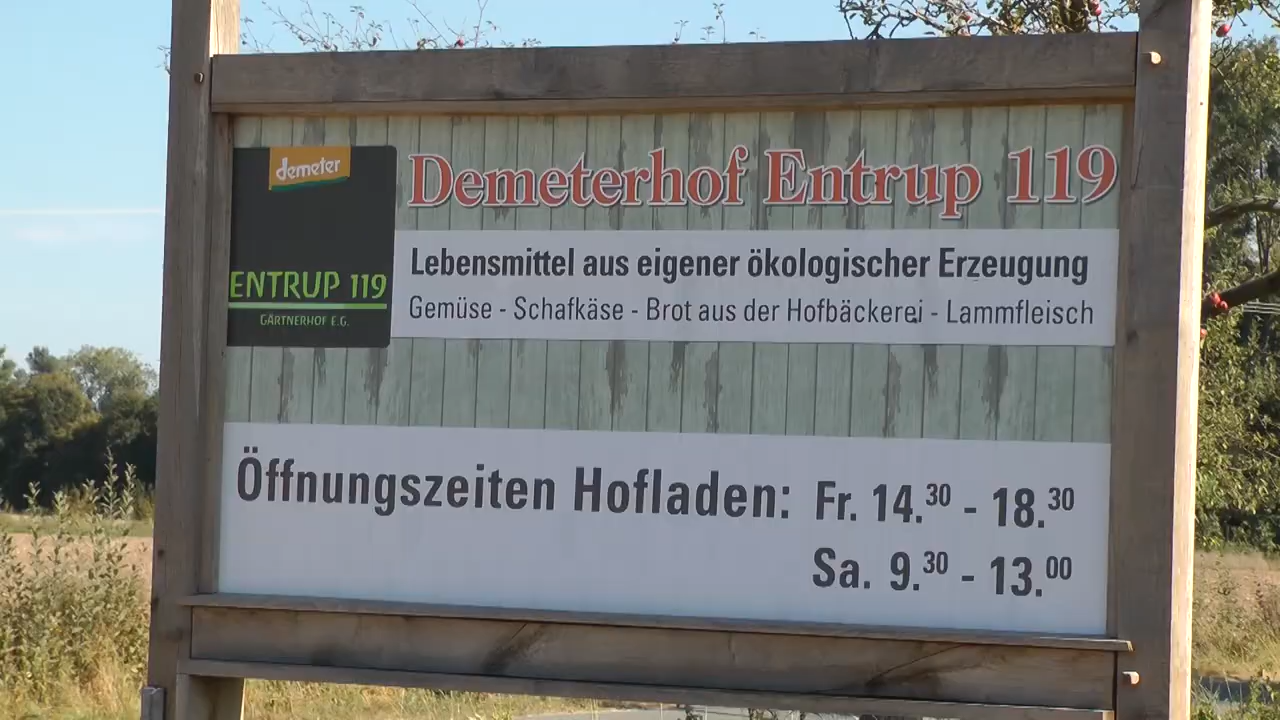 demeter
ENTRUP 119
GÄRTNERHOF E.G.
Demeterhof Entrup 119
Lebensmittel aus eigener ökologischer Erzeugung
Gemüse - Schafkäse - Brot aus der Hofbäckerei - Lammfleisch
Öffnungszeiten Hofladen: Fr. 14.30 - 18.30
Sa. 9.30 - 13.00